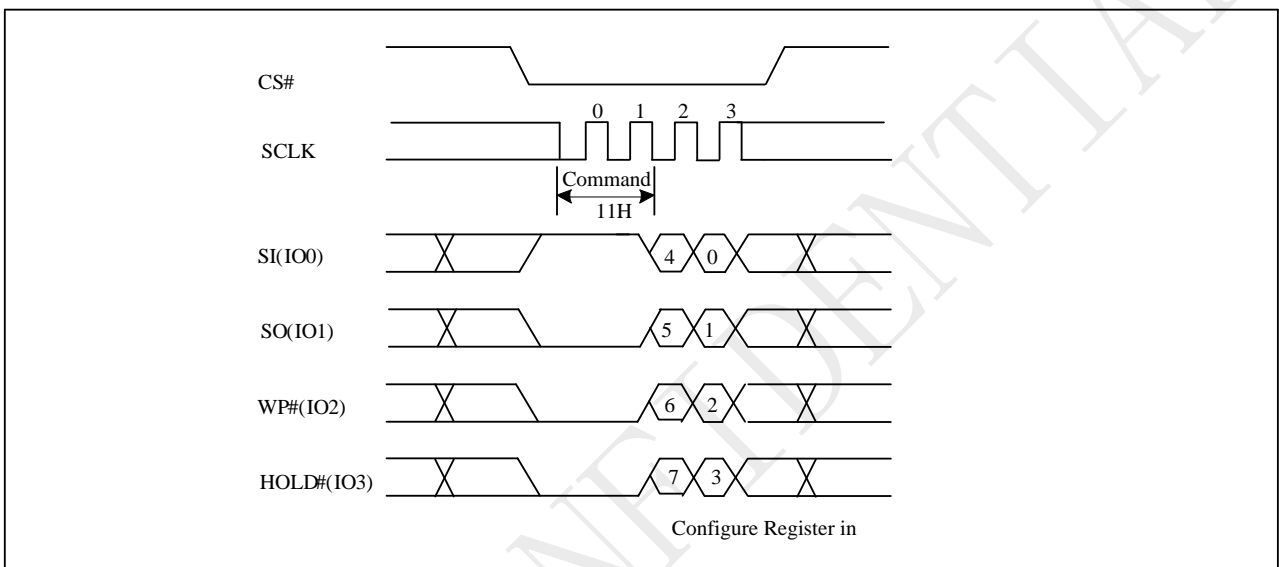 CS#
0 1 2 3
SCLK
Command
11H
SI(IO0) 4 0
SO(IO1) 5 1
WP#(IO2) 6 2
HOLD#(IO3) 7 3
Configure Register in
NFIDENTIA